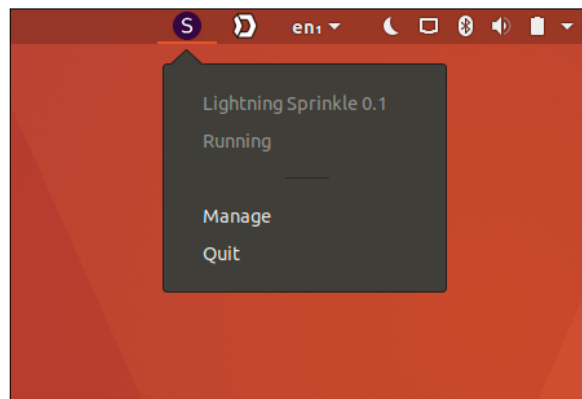 S
en₁
Lightning Sprinkle 0.1
Running
Manage
Quit